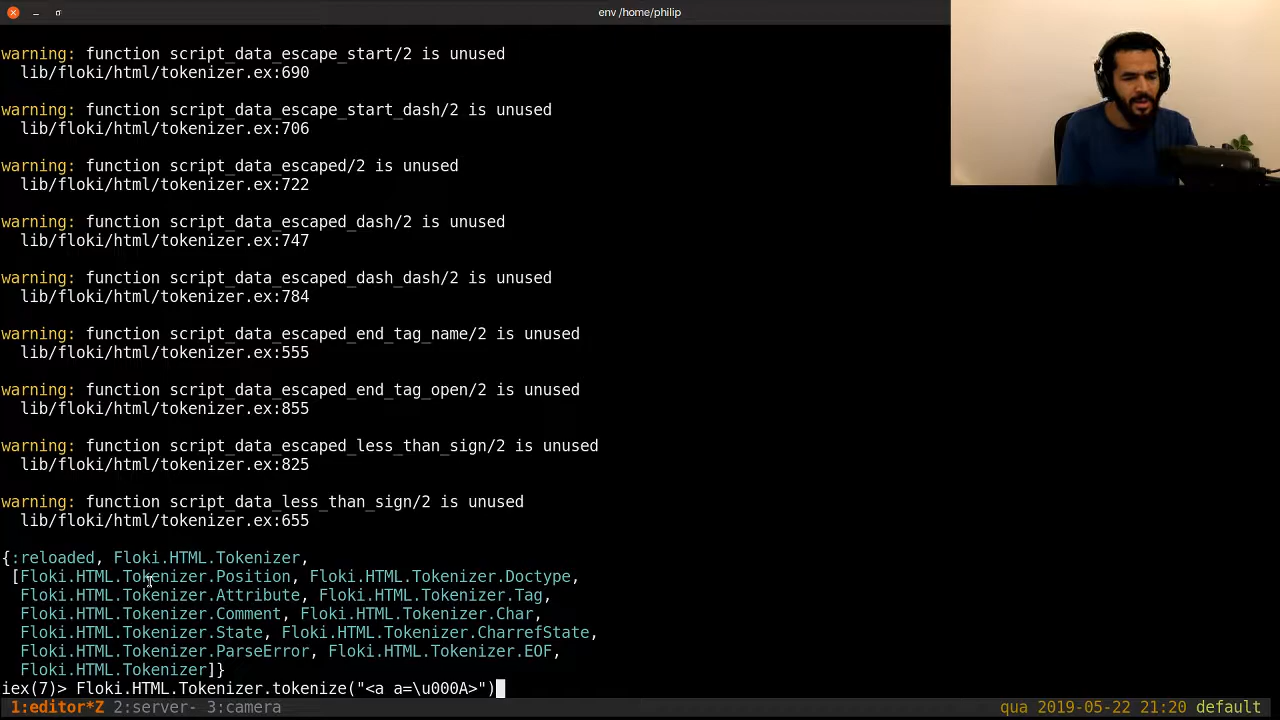 env /home/philip
warning: function script_data_escape_start/2 is unused
lib/floki/html/tokenizer.ex:690
warning: function script_data_escape_start_dash/2 is unused
lib/floki/html/tokenizer.ex:706
warning: function script_data_escaped/2 is unused
lib/floki/html/tokenizer.ex:722
warning: function script_data_escaped_dash/2 is unused
lib/floki/html/tokenizer.ex:747
warning: function script_data_escaped_dash_dash/2 is unused
lib/floki/html/tokenizer.ex:784
warning: function script_data_escaped_end_tag_name/2 is unused
lib/floki/html/tokenizer.ex:555
warning: function script_data_escaped_end_tag_open/2 is unused
lib/floki/html/tokenizer.ex:855
warning: function script_data_escaped_less_than_sign/2 is unused
lib/floki/html/tokenizer.ex:825
warning: function script_data_less_than_sign/2 is unused
lib/floki/html/tokenizer.ex:655
{:reloaded, Floki.HTML.Tokenizer,
[Floki.HTML.Tokenizer.Position, Floki.HTML.Tokenizer.Doctype,
Floki.HTML.Tokenizer.Attribute, Floki.HTML.Tokenizer.Tag,
Floki.HTML.Tokenizer.Comment, Floki.HTML.Tokenizer.Char,
Floki.HTML.Tokenizer.State, Floki.HTML.Tokenizer.CharrefState,
Floki.HTML.Tokenizer.ParseError, Floki.HTML.Tokenizer.EOF,
Floki.HTML.Tokenizer]}
iex(7)> Floki.HTML.Tokenizer.tokenize("<a a=\u000A>")
1:editor*Z 2:server- 3:camera qua 2019-05-22 21:20 default